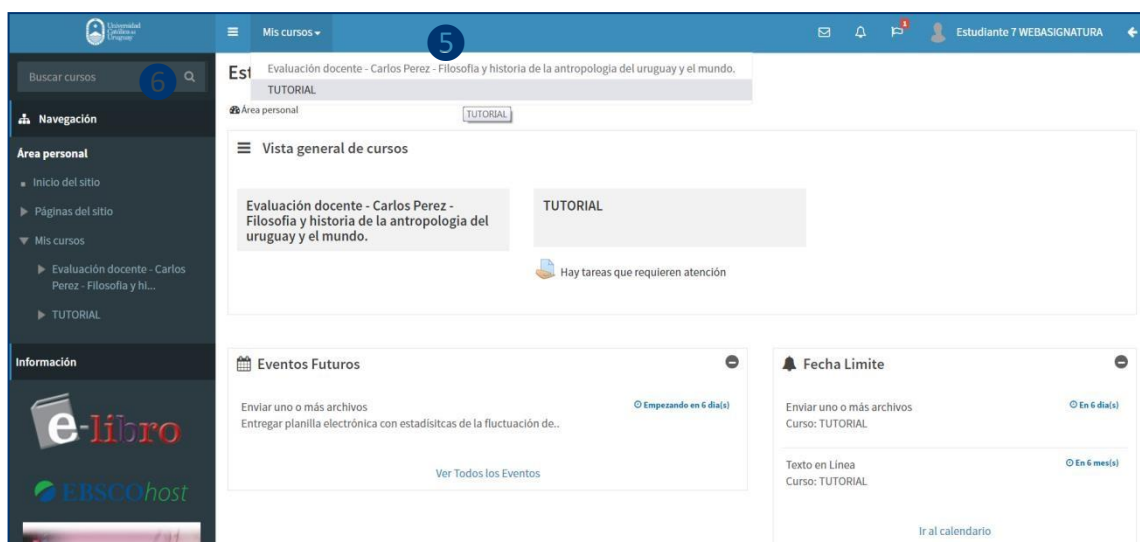 Universidad
Católica del
Uruguay
Mis cursos
5
Estudiante 7 WEBASIGNATURA
1
Buscar cursos
6
Est
Evaluación docente - Carlos Perez - Filosofia y historia de la antropologia del uruguay y el mundo.
TUTORIAL
Área personal
TUTORIAL
Navegación
Área personal
Inicio del sitio
Páginas del sitio
Mis cursos
Evaluación docente - Carlos
Perez - Filosofia y hi...
TUTORIAL
Información
e-libro
EBSCOhost
Vista general de cursos
Evaluación docente - Carlos Perez -
Filosofia y historia de la antropologia del
uruguay y el mundo.
TUTORIAL
Hay tareas que requieren atención
Eventos Futuros
Enviar uno o más archivos
Empezando en 6 dia(s)
Entregar planilla electrónica con estadísitcas de la fluctuación de..
Ver Todos los Eventos
Fecha Limite
Enviar uno o más archivos
En 6 dia(s)
Curso: TUTORIAL
Texto en Línea
En 6 mes(s)
Curso: TUTORIAL
Ir al calendario